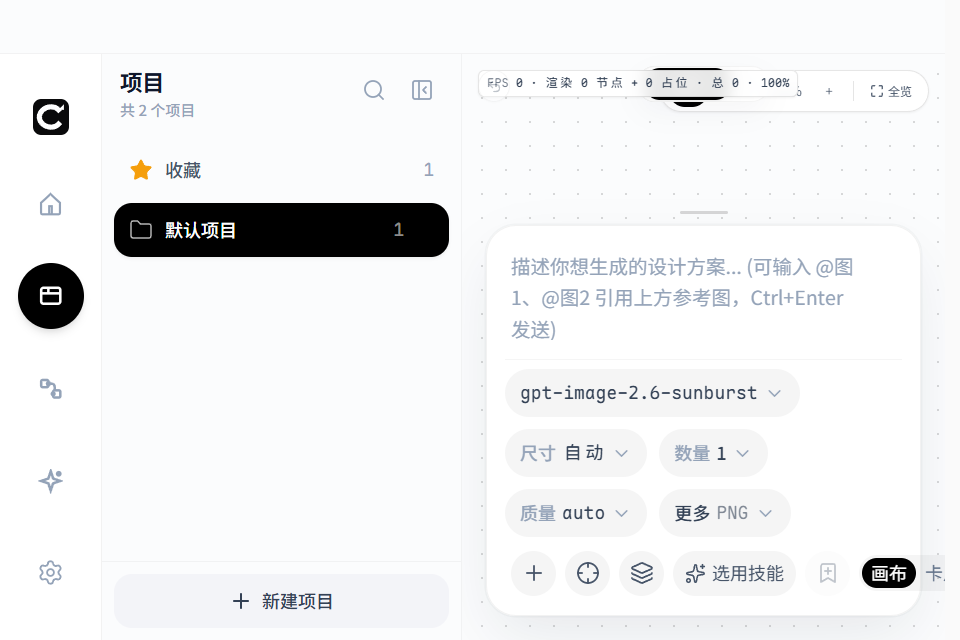 项目
共 2 个项目
收藏 1
默认项目 1
新建项目
FPS 0 · 渲染 0 节点 + 0 占位 · 总 0 · 100%
+
全览
描述你想生成的设计方案... (可输入 @图
1、@图2 引用上方参考图，Ctrl+Enter
发送)
gpt-image-2.6-sunburst
尺寸 自动
数量 1
质量 auto
更多 PNG
选用技能
画布